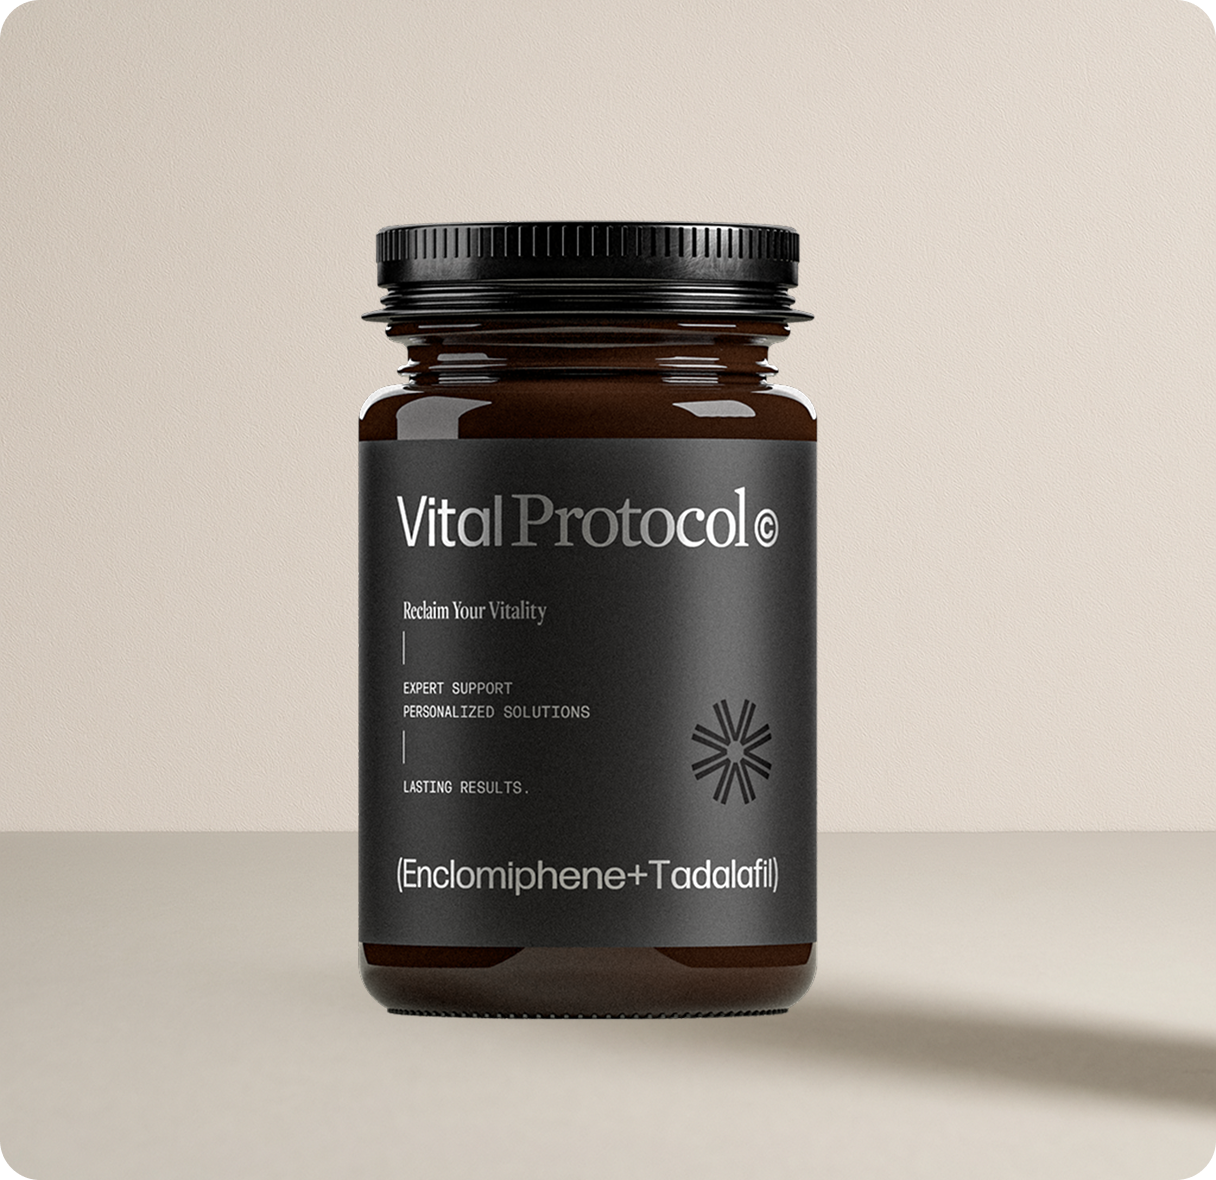 Vital Protocol ©
Reclaim Your Vitality
EXPERT SUPPORT
PERSONALIZED SOLUTIONS
LASTING RESULTS.
(Enclomiphene+Tadalafil)